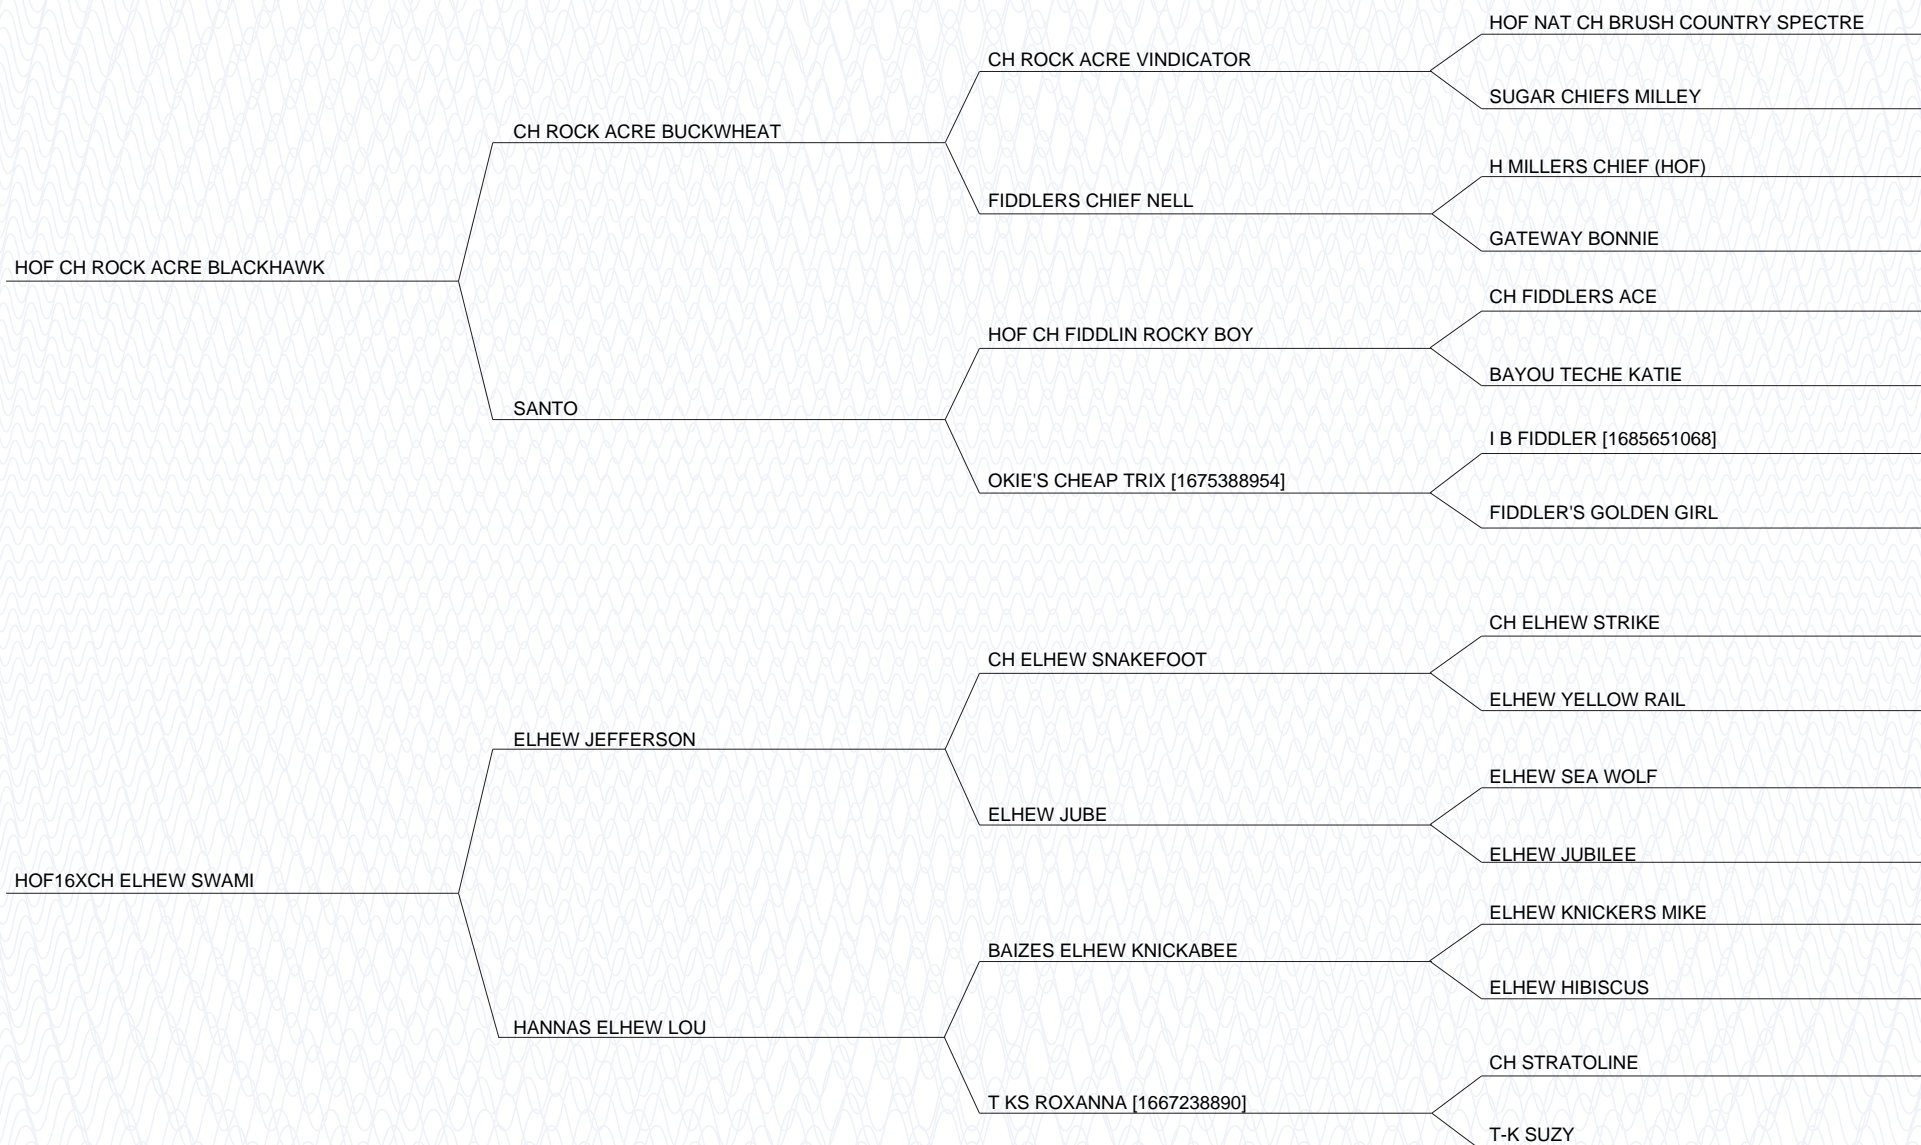 HOF NAT CH BRUSH COUNTRY SPECTRE
CH ROCK ACRE VINDICATOR
SUGAR CHIEFS MILLEY
CH ROCK ACRE BUCKWHEAT
H MILLERS CHIEF (HOF)
FIDDLERS CHIEF NELL
GATEWAY BONNIE
HOF CH ROCK ACRE BLACKHAWK
CH FIDDLERS ACE
HOF CH FIDDLIN ROCKY BOY
BAYOU TECHE KATIE
SANTO
I B FIDDLER [1685651068]
OKIE'S CHEAP TRIX [1675388954]
FIDDLER'S GOLDEN GIRL
CH ELHEW STRIKE
CH ELHEW SNAKEFOOT
ELHEW YELLOW RAIL
ELHEW JEFFERSON
ELHEW SEA WOLF
ELHEW JUBE
ELHEW JUBILEE
HOF16XCH ELHEW SWAMI
ELHEW KNICKERS MIKE
BAIZES ELHEW KNICKABEE
ELHEW HIBISCUS
HANNAS ELHEW LOU
CH STRATOLINE
T KS ROXANNA [1667238890]
T-K SUZY